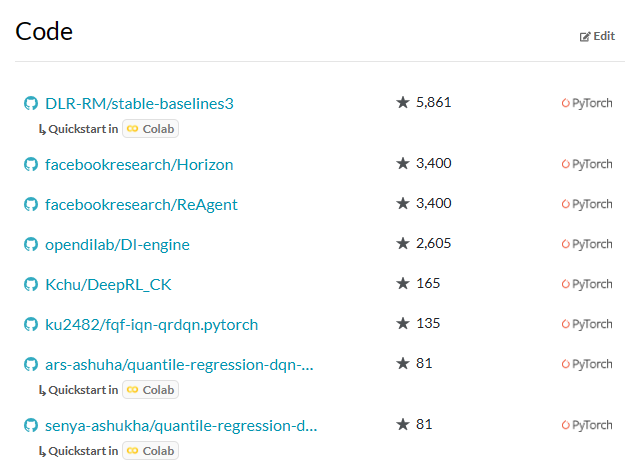 Code
Edit
DLR-RM/stable-baselines3 5,861 PyTorch
Quickstart in Colab
facebookresearch/Horizon 3,400 PyTorch
facebookresearch/ReAgent 3,400 PyTorch
opendilab/DI-engine 2,605 PyTorch
Kchu/DeepRL_CK 165 PyTorch
ku2482/fqf-iqn-qrdqn.pytorch 135 PyTorch
ars-ashuha/quantile-regression-dqn-… 81 PyTorch
Quickstart in Colab
senya-ashukha/quantile-regression-d… 81 PyTorch
Quickstart in Colab